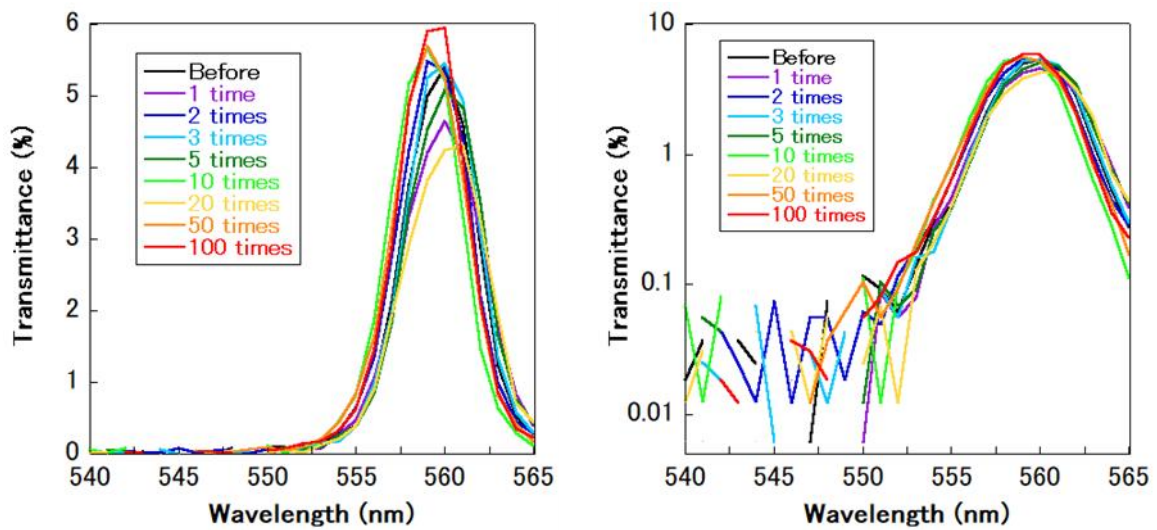 6
5
4
3
2
1
0
Transmittance (%)
Before
1 time
2 times
3 times
5 times
10 times
20 times
50 times
100 times
540 545 550 555 560 565
Wavelength (nm)
10
1
0.1
0.01
Transmittance (%)
Before
1 time
2 times
3 times
5 times
10 times
20 times
50 times
100 times
540 545 550 555 560 565
Wavelength (nm)